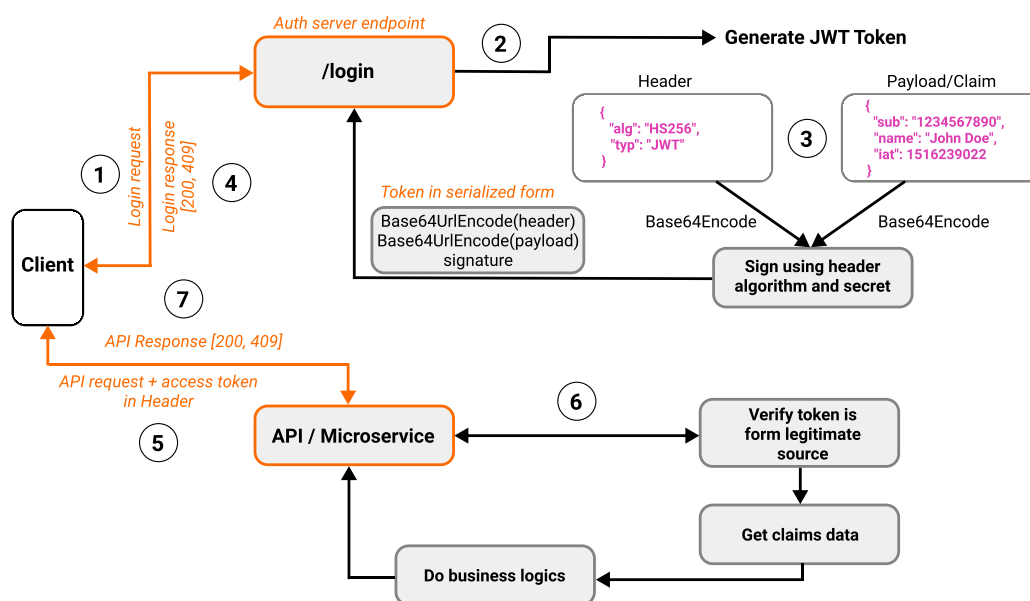 Auth server endpoint
/login
2
Generate JWT Token
Header
Payload/Claim
{
"alg": "HS256",
"typ": "JWT"
}
3
{
"sub": "1234567890",
"name": "John Doe",
"iat": 1516239022
}
1
Login request
Login response
[200, 409]
4
Token in serialized form
Base64UrlEncode(header)
Base64UrlEncode(payload)
signature
Base64Encode
Base64Encode
Sign using header
algorithm and secret
Client
7
API Response [200, 409]
API request + access token
in Header
5
API / Microservice
6
Verify token is
form legitimate
source
Get claims data
Do business logics